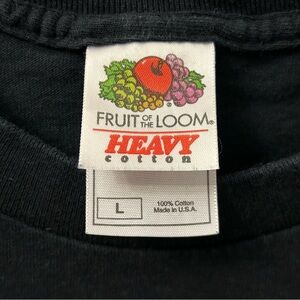 FRUIT OF THE LOOM®
HEAVY
cotton
L
100% Cotton
Made in U.S.A.